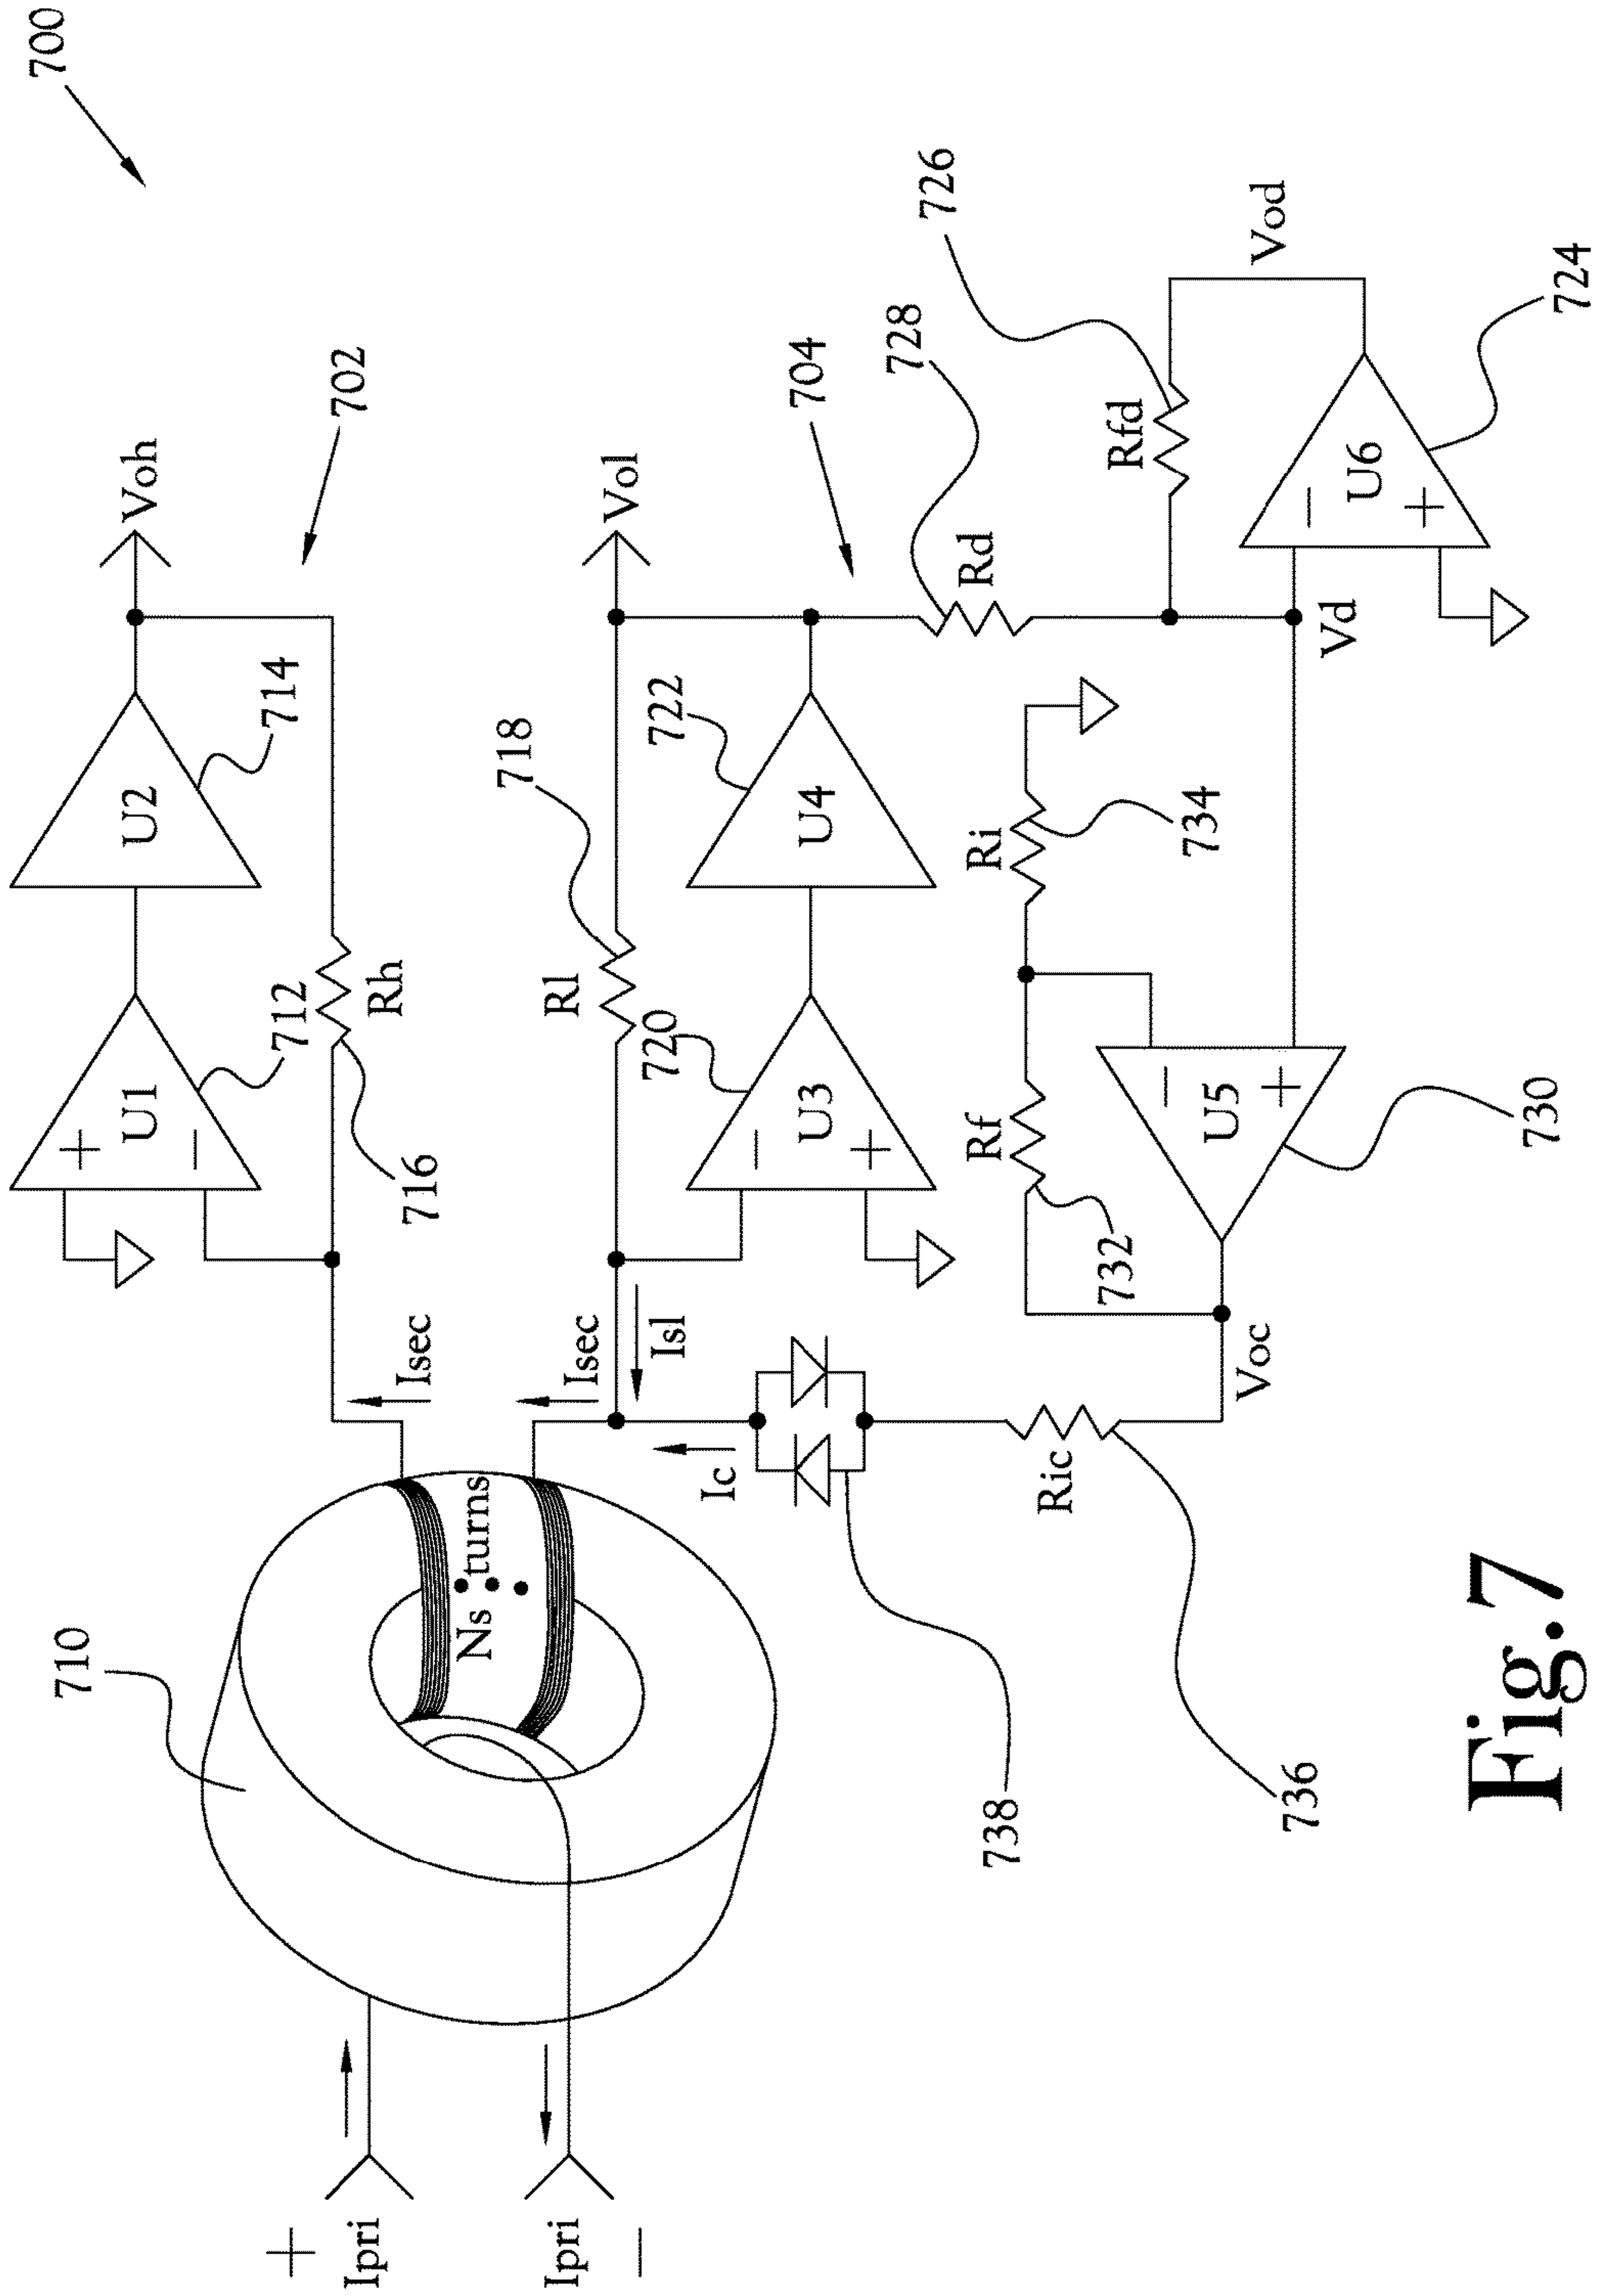 700
702
Voh
U2
714
U1
+
−
712
Rh
716
Isec
710
Ns turns
+
Ipri
Ipri
−
Vol
704
718
Rl
722
U4
720
U3
−
+
Isec
Isl
Ic
738
728
Rd
726
Rfd
Vod
U6
−
+
724
Vd
Ri
734
Rf
732
U5
−
+
730
Voc
Ric
736
Fig.7